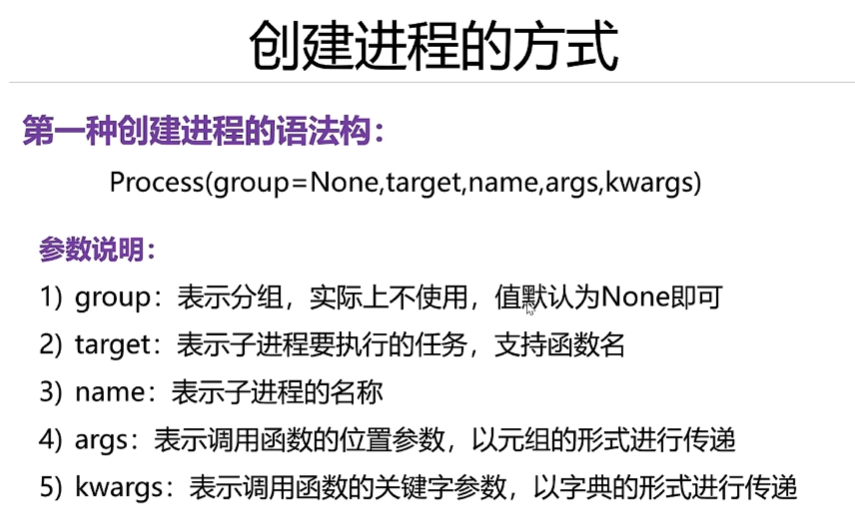 创建进程的方式
第一种创建进程的语法构：
Process(group=None,target,name,args,kwargs)
参数说明：
1) group：表示分组，实际上不使用，值默认为None即可
2) target：表示子进程要执行的任务，支持函数名
3) name：表示子进程的名称
4) args：表示调用函数的位置参数，以元组的形式进行传递
5) kwargs：表示调用函数的关键字参数，以字典的形式进行传递